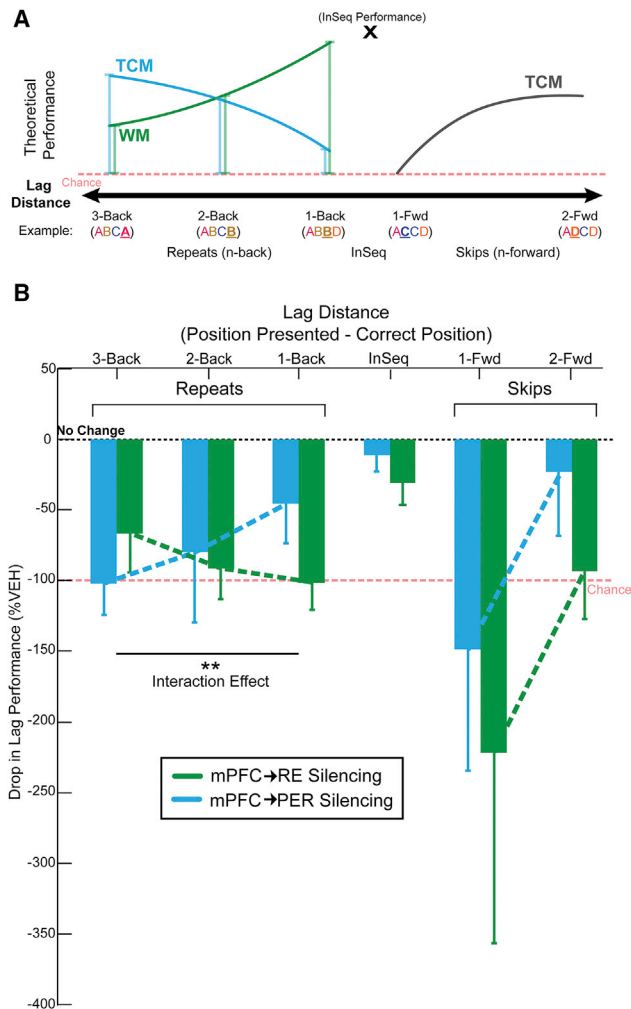 A
(InSeq Performance)
X
TCM
TCM
WM
Theoretical
Performance
Chance
Lag
Distance
3-Back 2-Back 1-Back 1-Fwd 2-Fwd
Example: (ABCA) (ABCB) (ABBD) (ACCD) (ADCD)
Repeats (n-back) InSeq Skips (n-forward)
B
Lag Distance
(Position Presented - Correct Position)
3-Back 2-Back 1-Back InSeq 1-Fwd 2-Fwd
50
Repeats Skips
No Change
0
-50
-100
Chance
-150
**
Interaction Effect
-200
-250
-300
-350
-400
Drop in Lag Performance (%VEH)
mPFC➔RE Silencing
mPFC➔PER Silencing